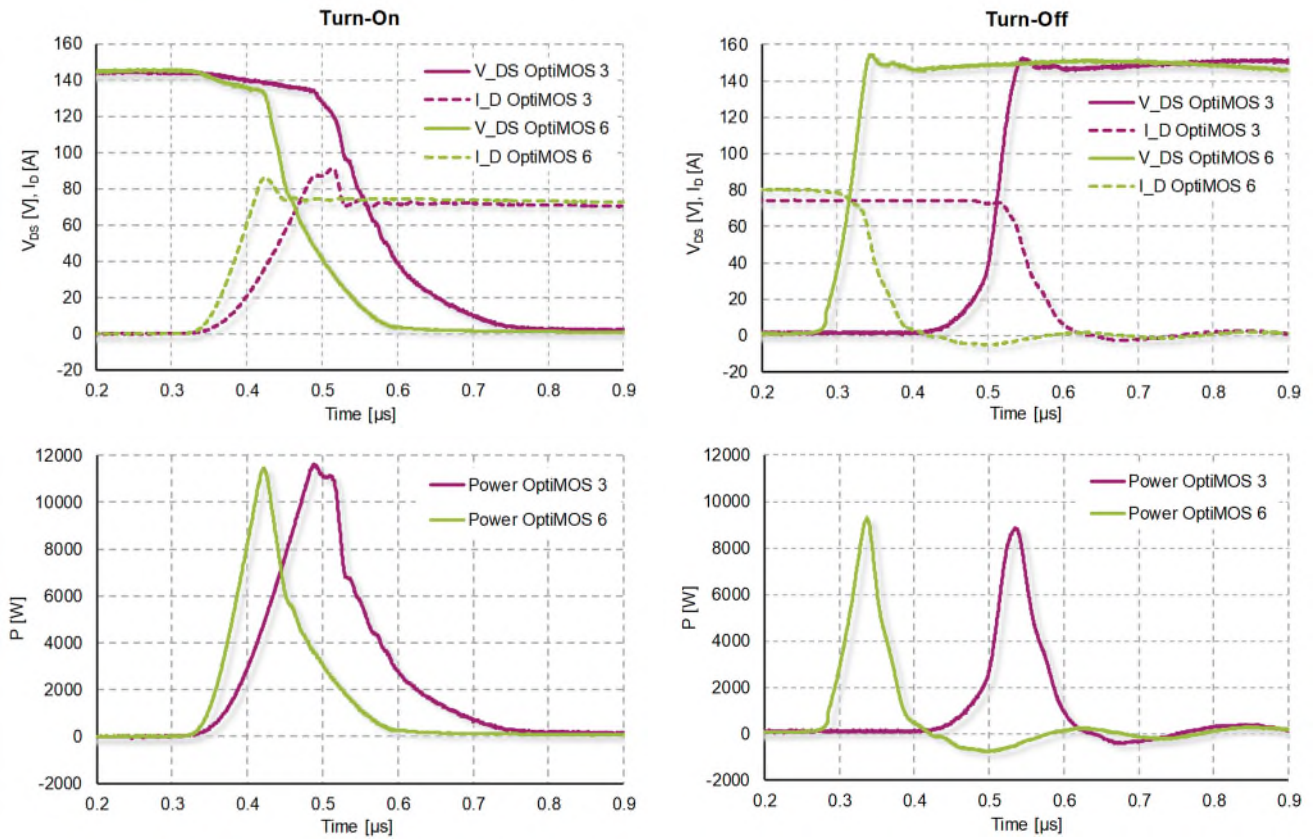 Turn-On
160
140
120
100
80
60
40
20
0
-20
V_DS OptiMOS 3
I_D OptiMOS 3
V_DS OptiMOS 6
I_D OptiMOS 6
V_DS [V]. I_D [A]
0.2 0.3 0.4 0.5 0.6 0.7 0.8 0.9
Time [µs]
Turn-Off
160
140
120
100
80
60
40
20
0
-20
V_DS OptiMOS 3
I_D OptiMOS 3
V_DS OptiMOS 6
I_D OptiMOS 6
V_DS [V]. I_D [A]
0.2 0.3 0.4 0.5 0.6 0.7 0.8 0.9
Time [µs]
12000
10000
8000
6000
4000
2000
0
-2000
Power OptiMOS 3
Power OptiMOS 6
P [W]
0.2 0.3 0.4 0.5 0.6 0.7 0.8 0.9
Time [µs]
12000
10000
8000
6000
4000
2000
0
-2000
Power OptiMOS 3
Power OptiMOS 6
P [W]
0.2 0.3 0.4 0.5 0.6 0.7 0.8 0.9
Time [µs]